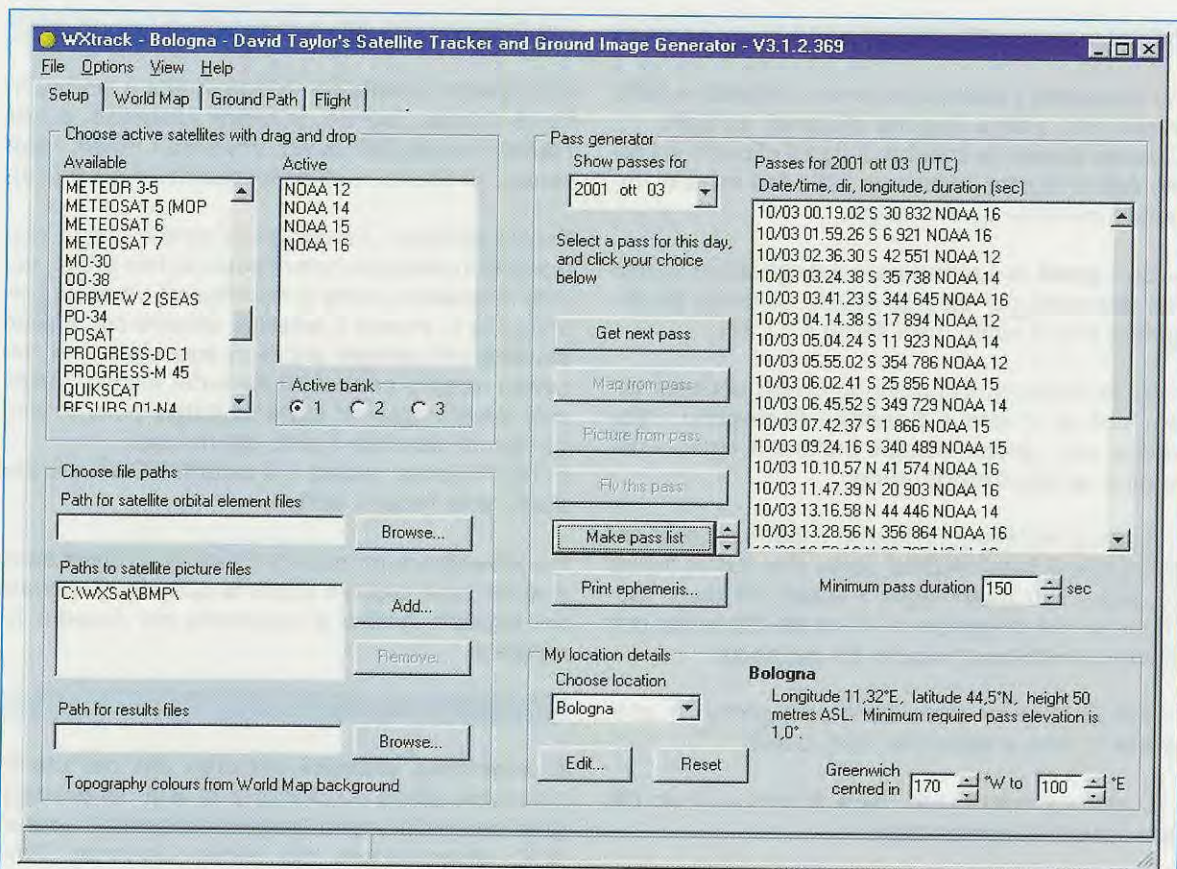 WXtrack - Bologna - David Taylor's Satellite Tracker and Ground Image Generator - V3.1.2.369
File Options View Help
Setup World Map Ground Path Flight
Choose active satellites with drag and drop
Available
METEOR 3-5
METEOSAT 5 (MOP
METEOSAT 6
METEOSAT 7
MO-30
OO-38
ORBVIEW 2 (SEAS
PO-34
POSAT
PROGRESS-DC 1
PROGRESS-M 45
QUIKSCAT
RESURS O1-N4
Active
NOAA 12
NOAA 14
NOAA 15
NOAA 16
Active bank
1 2 3
Choose file paths
Path for satellite orbital element files
Browse...
Paths to satellite picture files
C:\WXSat\BMP\
Add...
Remove...
Path for results files
Browse...
Topography colours from World Map background
Pass generator
Show passes for
2001 ott 03
Select a pass for this day,
and click your choice
below
Get next pass
Map from pass
Picture from pass
Fly this pass
Make pass list
Print ephemeris...
Passes for 2001 ott 03 (UTC)
Date/time, dir, longitude, duration (sec)
10/03 00.19.02 S 30 832 NOAA 16
10/03 01.59.26 S 6 921 NOAA 16
10/03 02.36.30 S 42 551 NOAA 12
10/03 03.24.38 S 35 738 NOAA 14
10/03 03.41.23 S 344 645 NOAA 16
10/03 04.14.38 S 17 894 NOAA 12
10/03 05.04.24 S 11 923 NOAA 14
10/03 05.55.02 S 354 786 NOAA 12
10/03 06.02.41 S 25 856 NOAA 15
10/03 06.45.52 S 349 729 NOAA 14
10/03 07.42.37 S 1 866 NOAA 15
10/03 09.24.16 S 340 489 NOAA 15
10/03 10.10.57 N 41 574 NOAA 16
10/03 11.47.39 N 20 903 NOAA 16
10/03 13.16.58 N 44 446 NOAA 14
10/03 13.28.56 N 356 864 NOAA 16
Minimum pass duration 150 sec
My location details
Choose location
Bologna
Edit... Reset
Bologna
Longitude 11,32°E, latitude 44,5°N, height 50
metres ASL. Minimum required pass elevation is
1,0°.
Greenwich
centred in 170 °W to 100 °E